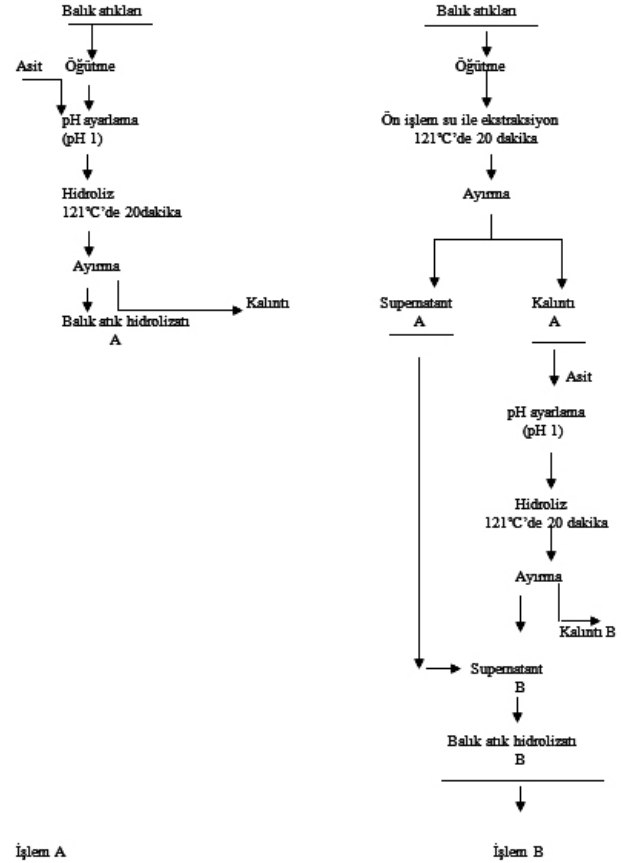 Balık atıkları
Asit Öğütme
pH ayarlama
(pH 1)
Hidroliz
121°C'de 20dakika
Ayırma
Kalıntı
Balık atık hidrolizatı
A
İşlem A
Balık atıkları
Öğütme
Ön işlem su ile ekstraksiyon
121°C'de 20 dakika
Ayırma
Supernatant
A
Kalıntı
A
Asit
pH ayarlama
(pH 1)
Hidroliz
121°C'de 20 dakika
Ayırma
Kalıntı B
Supernatant
B
Balık atık hidrolizatı
B
İşlem B